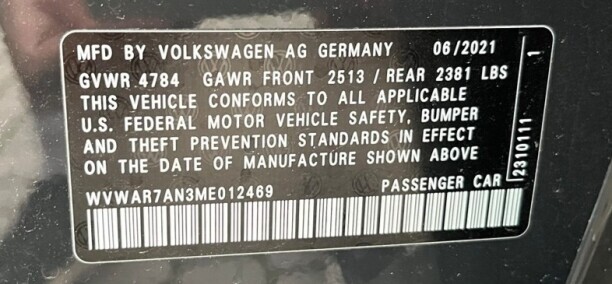 MFD BY VOLKSWAGEN AG GERMANY 06/2021
GVWR 4784 GAWR FRONT 2513 / REAR 2381 LBS
THIS VEHICLE CONFORMS TO ALL APPLICABLE
U.S. FEDERAL MOTOR VEHICLE SAFETY, BUMPER
AND THEFT PREVENTION STANDARDS IN EFFECT
ON THE DATE OF MANUFACTURE SHOWN ABOVE
WVWAR7AN3ME012469 PASSENGER CAR
2310111 1